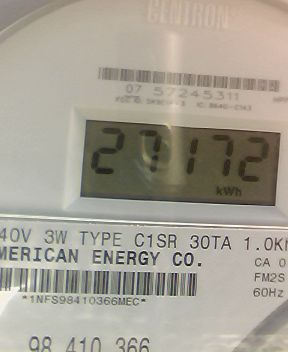 CENTRON
07 57245311
27172
kWh
40V 3W TYPE C1SR 30TA 1.0K
MERICAN ENERGY CO.
CA 0
FM2S
60Hz
*1NFS98410366MEC*
98 410 366